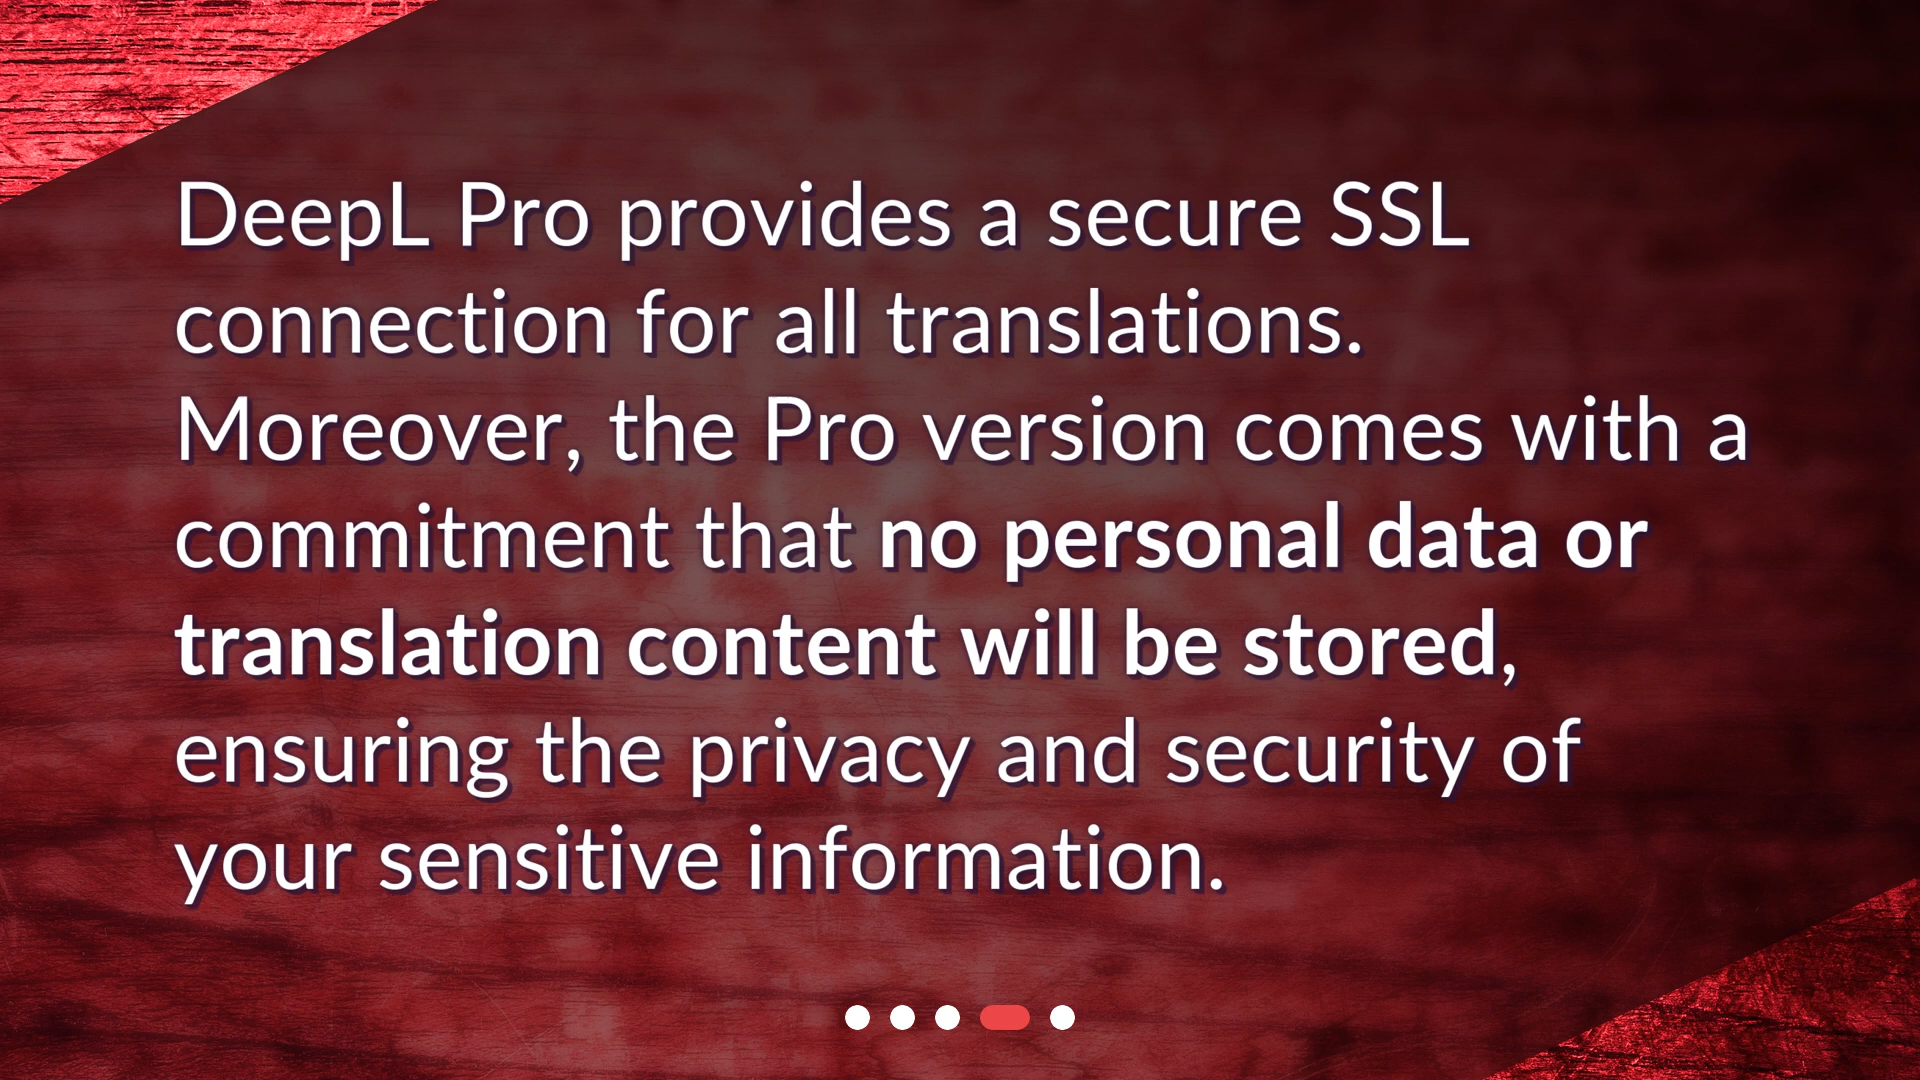 DeepL Pro provides a secure SSL
connection for all translations.
Moreover, the Pro version comes with a
commitment that no personal data or
translation content will be stored,
ensuring the privacy and security of
your sensitive information.